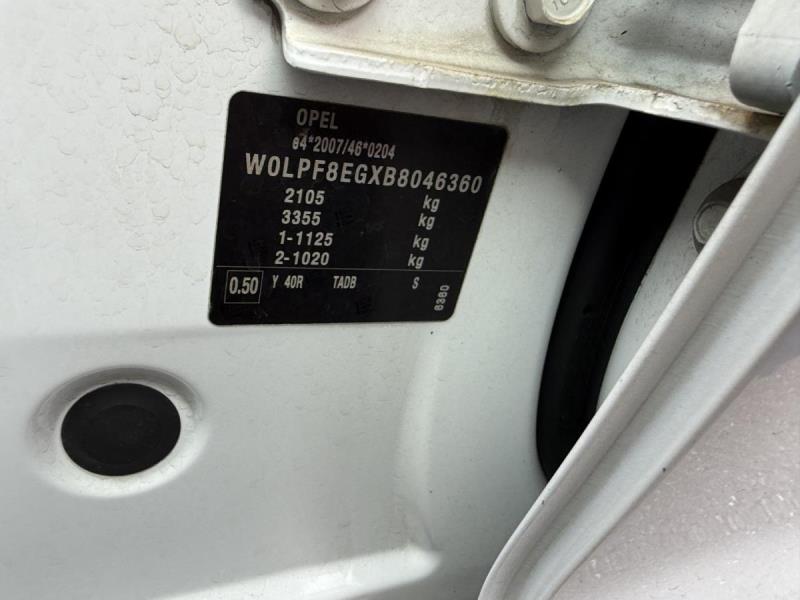 OPEL
e4*2007/46*0204
W0LPF8EGXB8046360
2105 kg
3355 kg
1-1125 kg
2-1020 kg
0.50 Y 40R TADB S
6360